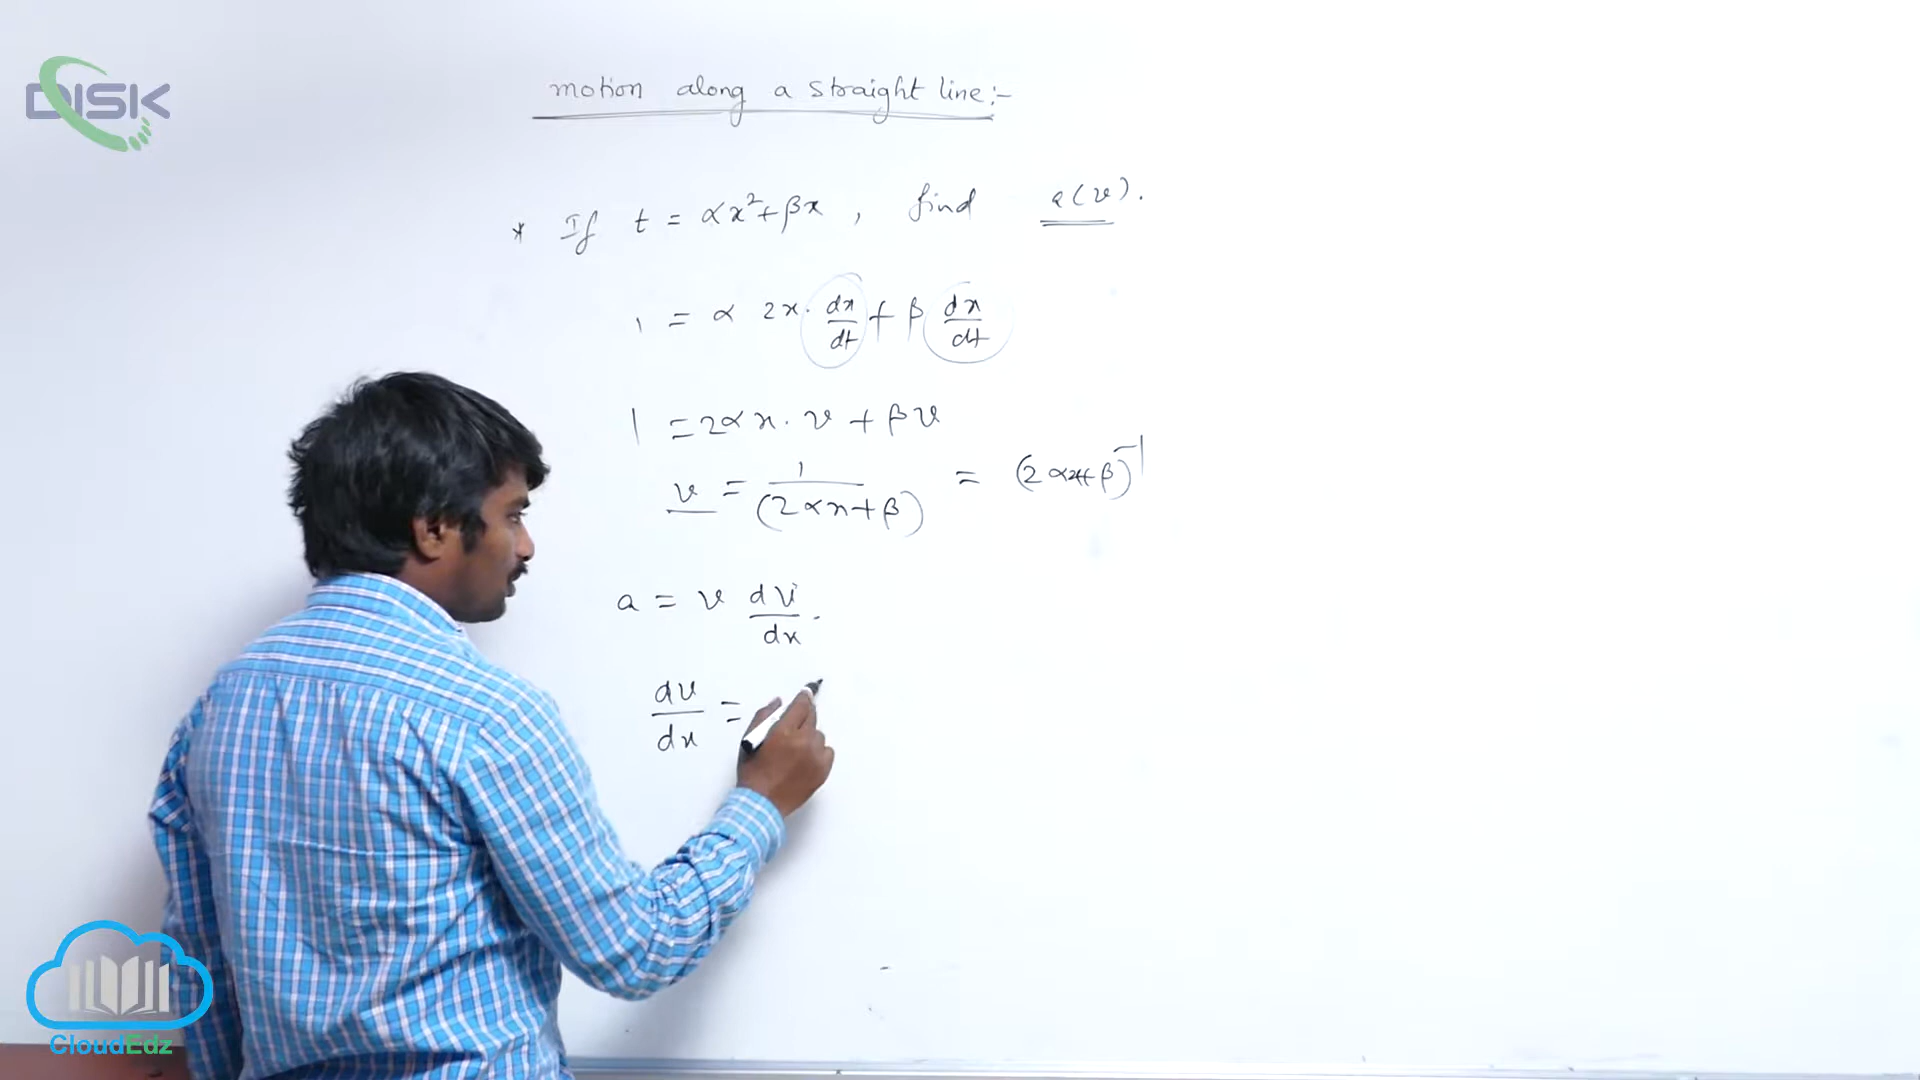 DISK
motion along a straight line:-
* If t = αx²+βx , find a(v).
1 = α 2x. dx/dt + β dx/dt
1 = 2αx. v + βv
v = 1/(2αx+β) = (2αx+β)⁻¹
a = v dv/dx .
dv/dx =
CloudEdz